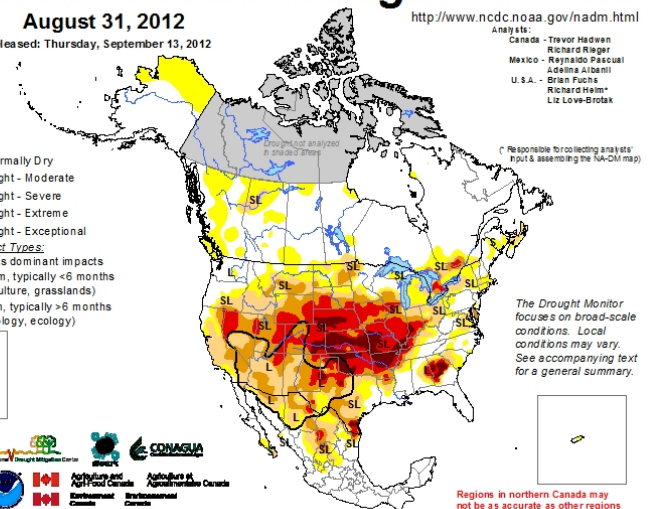 August 31, 2012
http://www.ncdc.noaa.gov/nadm.html
leased: Thursday, September 13, 2012
Analysts:
Canada - Trevor Hadwen
Richard Rieger
Mexico - Reynaldo Pascual
Adelina Albanil
U.S.A. - Brian Fuchs
Richard Heim*
Liz Love-Brotak
(* Responsible for collecting analysts'
input & assembling the NA-DM map)
Drought not analyzed
in shaded areas
rmally Dry
ght - Moderate
ght - Severe
ght - Extreme
ght - Exceptional
ct Types:
s dominant impacts
m, typically <6 months
ulture, grasslands)
m, typically >6 months
logy, ecology)
SL
SL
SL
SL
SL
SL
SL
L
SL
SL
SL
SL
SL
SL
L
L
L
L
L
SL
SL
SL
SL
S
The Drought Monitor
focuses on broad-scale
conditions. Local
conditions may vary.
See accompanying text
for a general summary.
Drought Mitigation Center
CONAGUA
Agriculture and
Agri-Food Canada
Agriculture et
Agroalimentaire Canada
Environment
Canada
Environnement
Canada
Regions in northern Canada may
not be as accurate as other regions